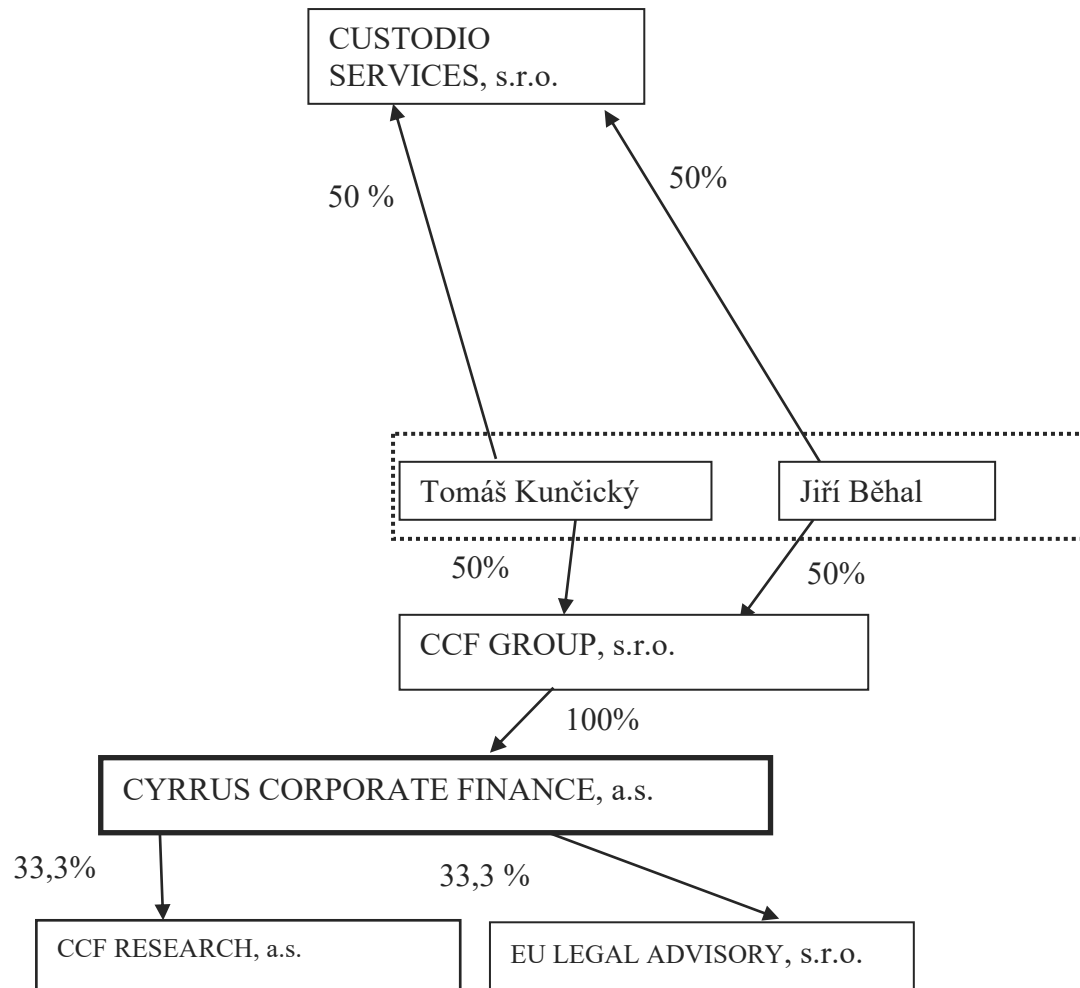 CUSTODIO
SERVICES, s.r.o.
50 %
50%
Tomáš Kunčický
Jiří Běhal
50%
50%
CCF GROUP, s.r.o.
100%
CYRRUS CORPORATE FINANCE, a.s.
33,3%
33,3 %
CCF RESEARCH, a.s.
EU LEGAL ADVISORY, s.r.o.